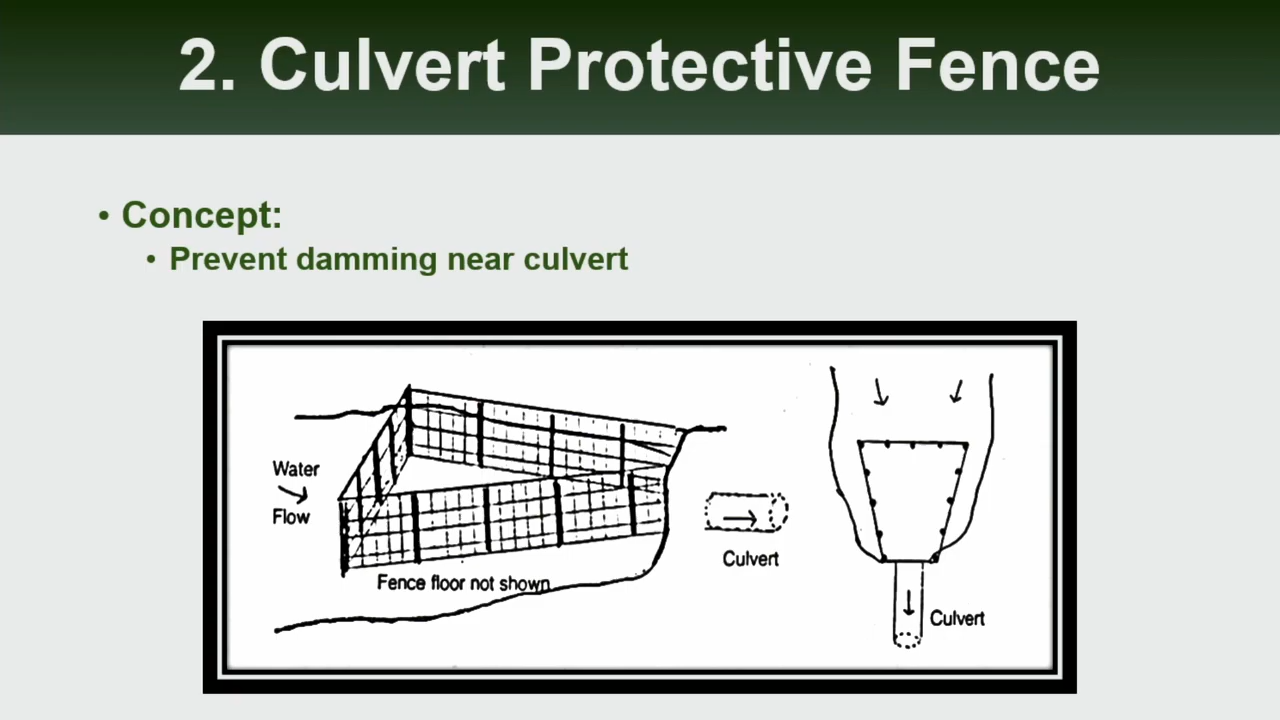 2. Culvert Protective Fence
• Concept:
• Prevent damming near culvert
Water
Flow
Fence floor not shown
Culvert
Culvert